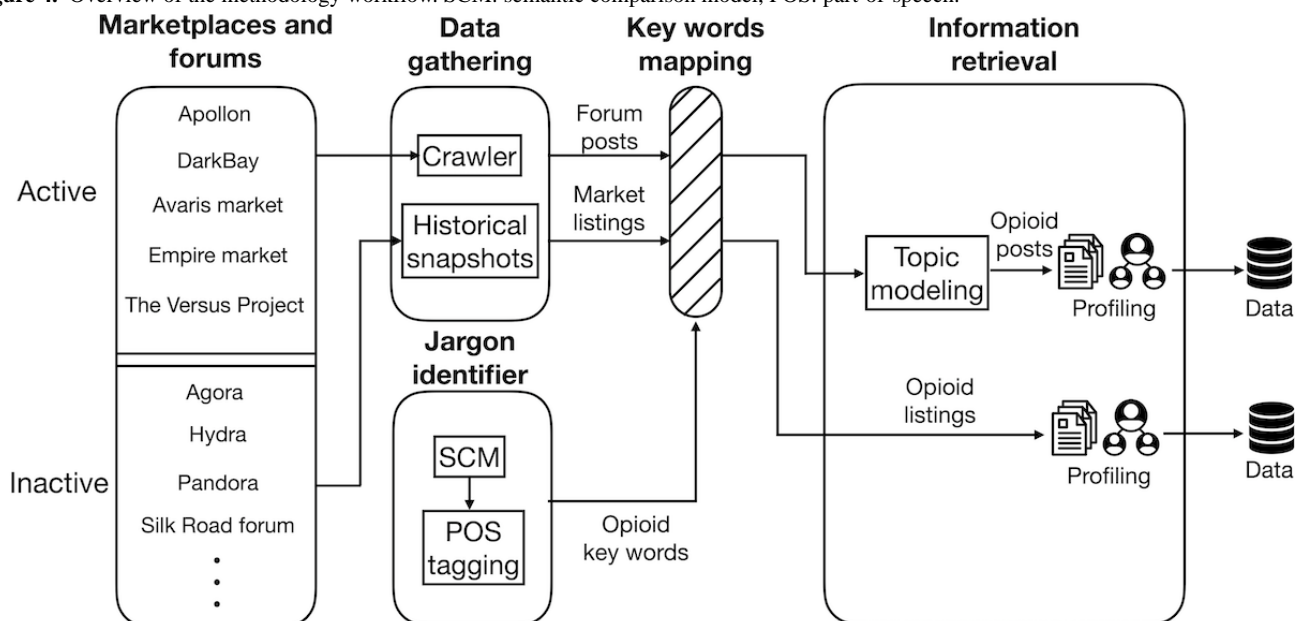 gure 4. Overview of the methodology workflow. SCM: semantic comparison model; POS: part-of-speech.
Marketplaces and
forums
Data
gathering
Key words
mapping
Information
retrieval
Active
Apollon
DarkBay
Avaris market
Empire market
The Versus Project
Inactive
Agora
Hydra
Pandora
Silk Road forum
Crawler
Historical
snapshots
Forum
posts
Market
listings
Jargon
identifier
SCM
POS
tagging
Opioid
key words
Topic
modeling
Opioid
posts
Profiling
Data
Opioid
listings
Profiling
Data